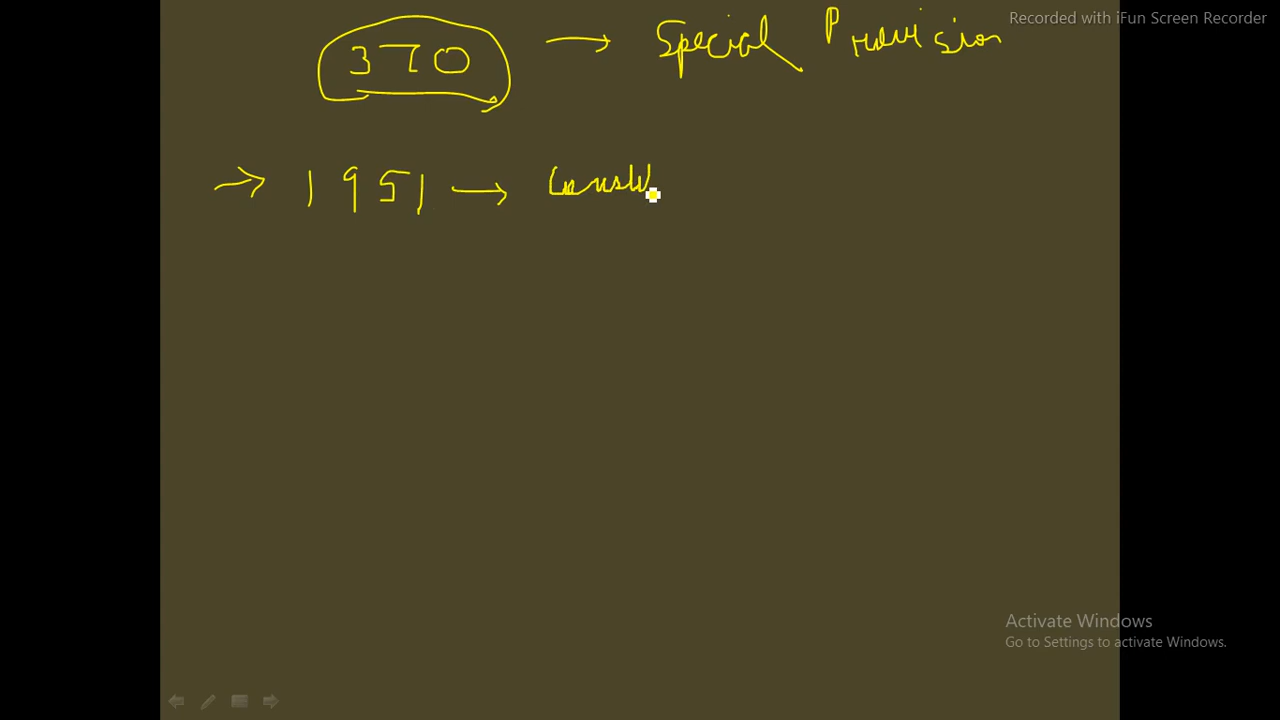 Recorded with iFun Screen Recorder
370 → Special Provision
→ 1951 →
Activate Windows
Go to Settings to activate Windows.